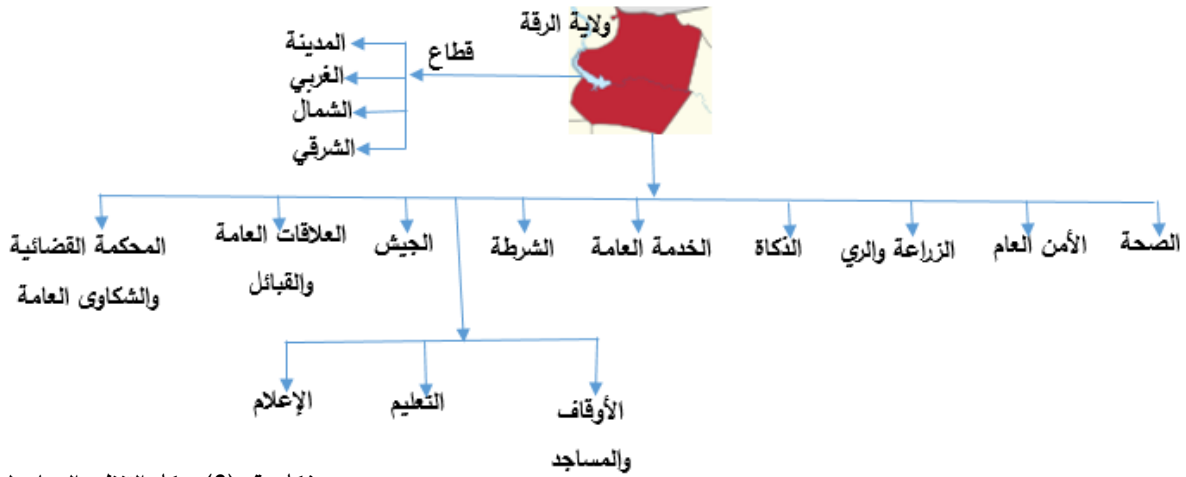 ولاية الرقة
قطاع
المدينة
الغربي
الشمال
الشرقي
الصحة
الأمن العام
الزراعة والري
الذكاة
الخدمة العامة
الشرطة
الجيش
العلاقات العامة
والقبائل
المحكمة القضائية
والشكاوى العامة
الأوقاف
والمساجد
التعليم
الإعلام